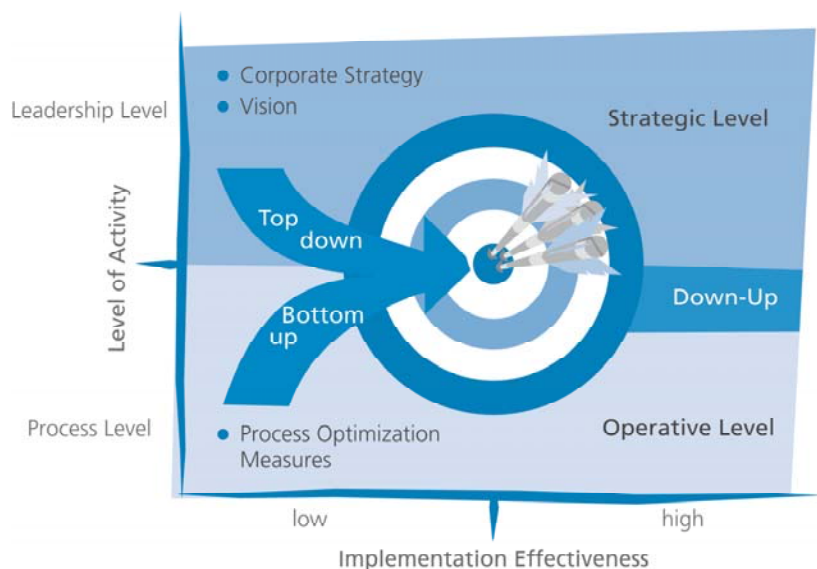 Corporate Strategy
Vision
Leadership Level
Strategic Level
Top
down
Level of Activity
Down-Up
Bottom
up
Process Level
Process Optimization
Measures
Operative Level
low
high
Implementation Effectiveness